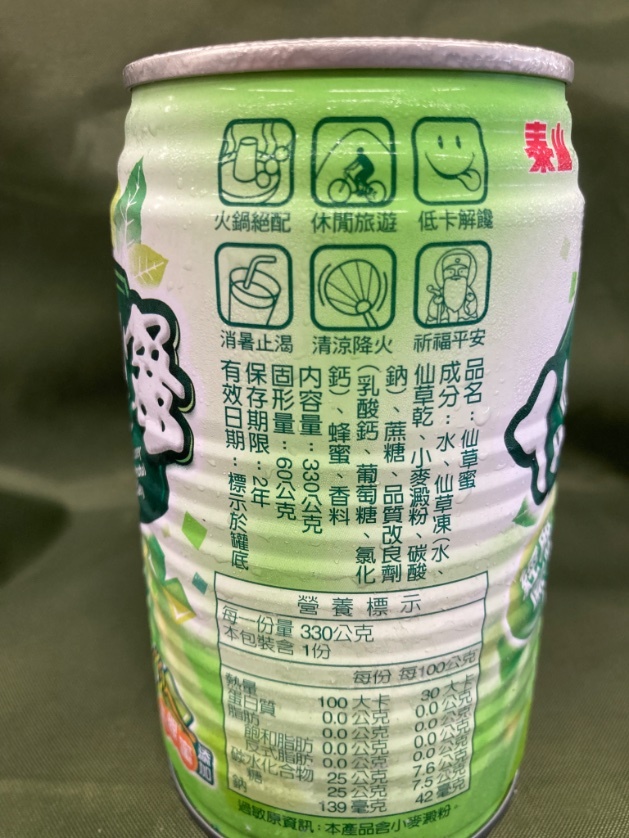 泰山
火鍋絕配 休閒旅遊 低卡解饞
消暑止渴 清涼降火 祈福平安
品名：仙草蜜
成分：水、仙草凍(水、
仙草乾、小麥澱粉、碳酸
鈉)、蔗糖、品質改良劑
(乳酸鈣、葡萄糖、氯化
鈣)、蜂蜜、香料
內容量：330公克
固形量：60公克
保存期限：2年
有效日期：標示於罐底
營養標示
每一份量 330公克
本包裝含 1份
每份 每100公克
熱量 100 大卡 30 大卡
蛋白質 0.0 公克 0.0 公克
脂肪 0.0 公克 0.0 公克
飽和脂肪 0.0 公克 0.0 公克
反式脂肪 0.0 公克 0.0 公克
碳水化合物 25 公克 7.6 公克
糖 25 公克 7.5 公克
鈉 139 毫克 42 毫克
過敏原資訊：本產品含小麥澱粉。
蜜